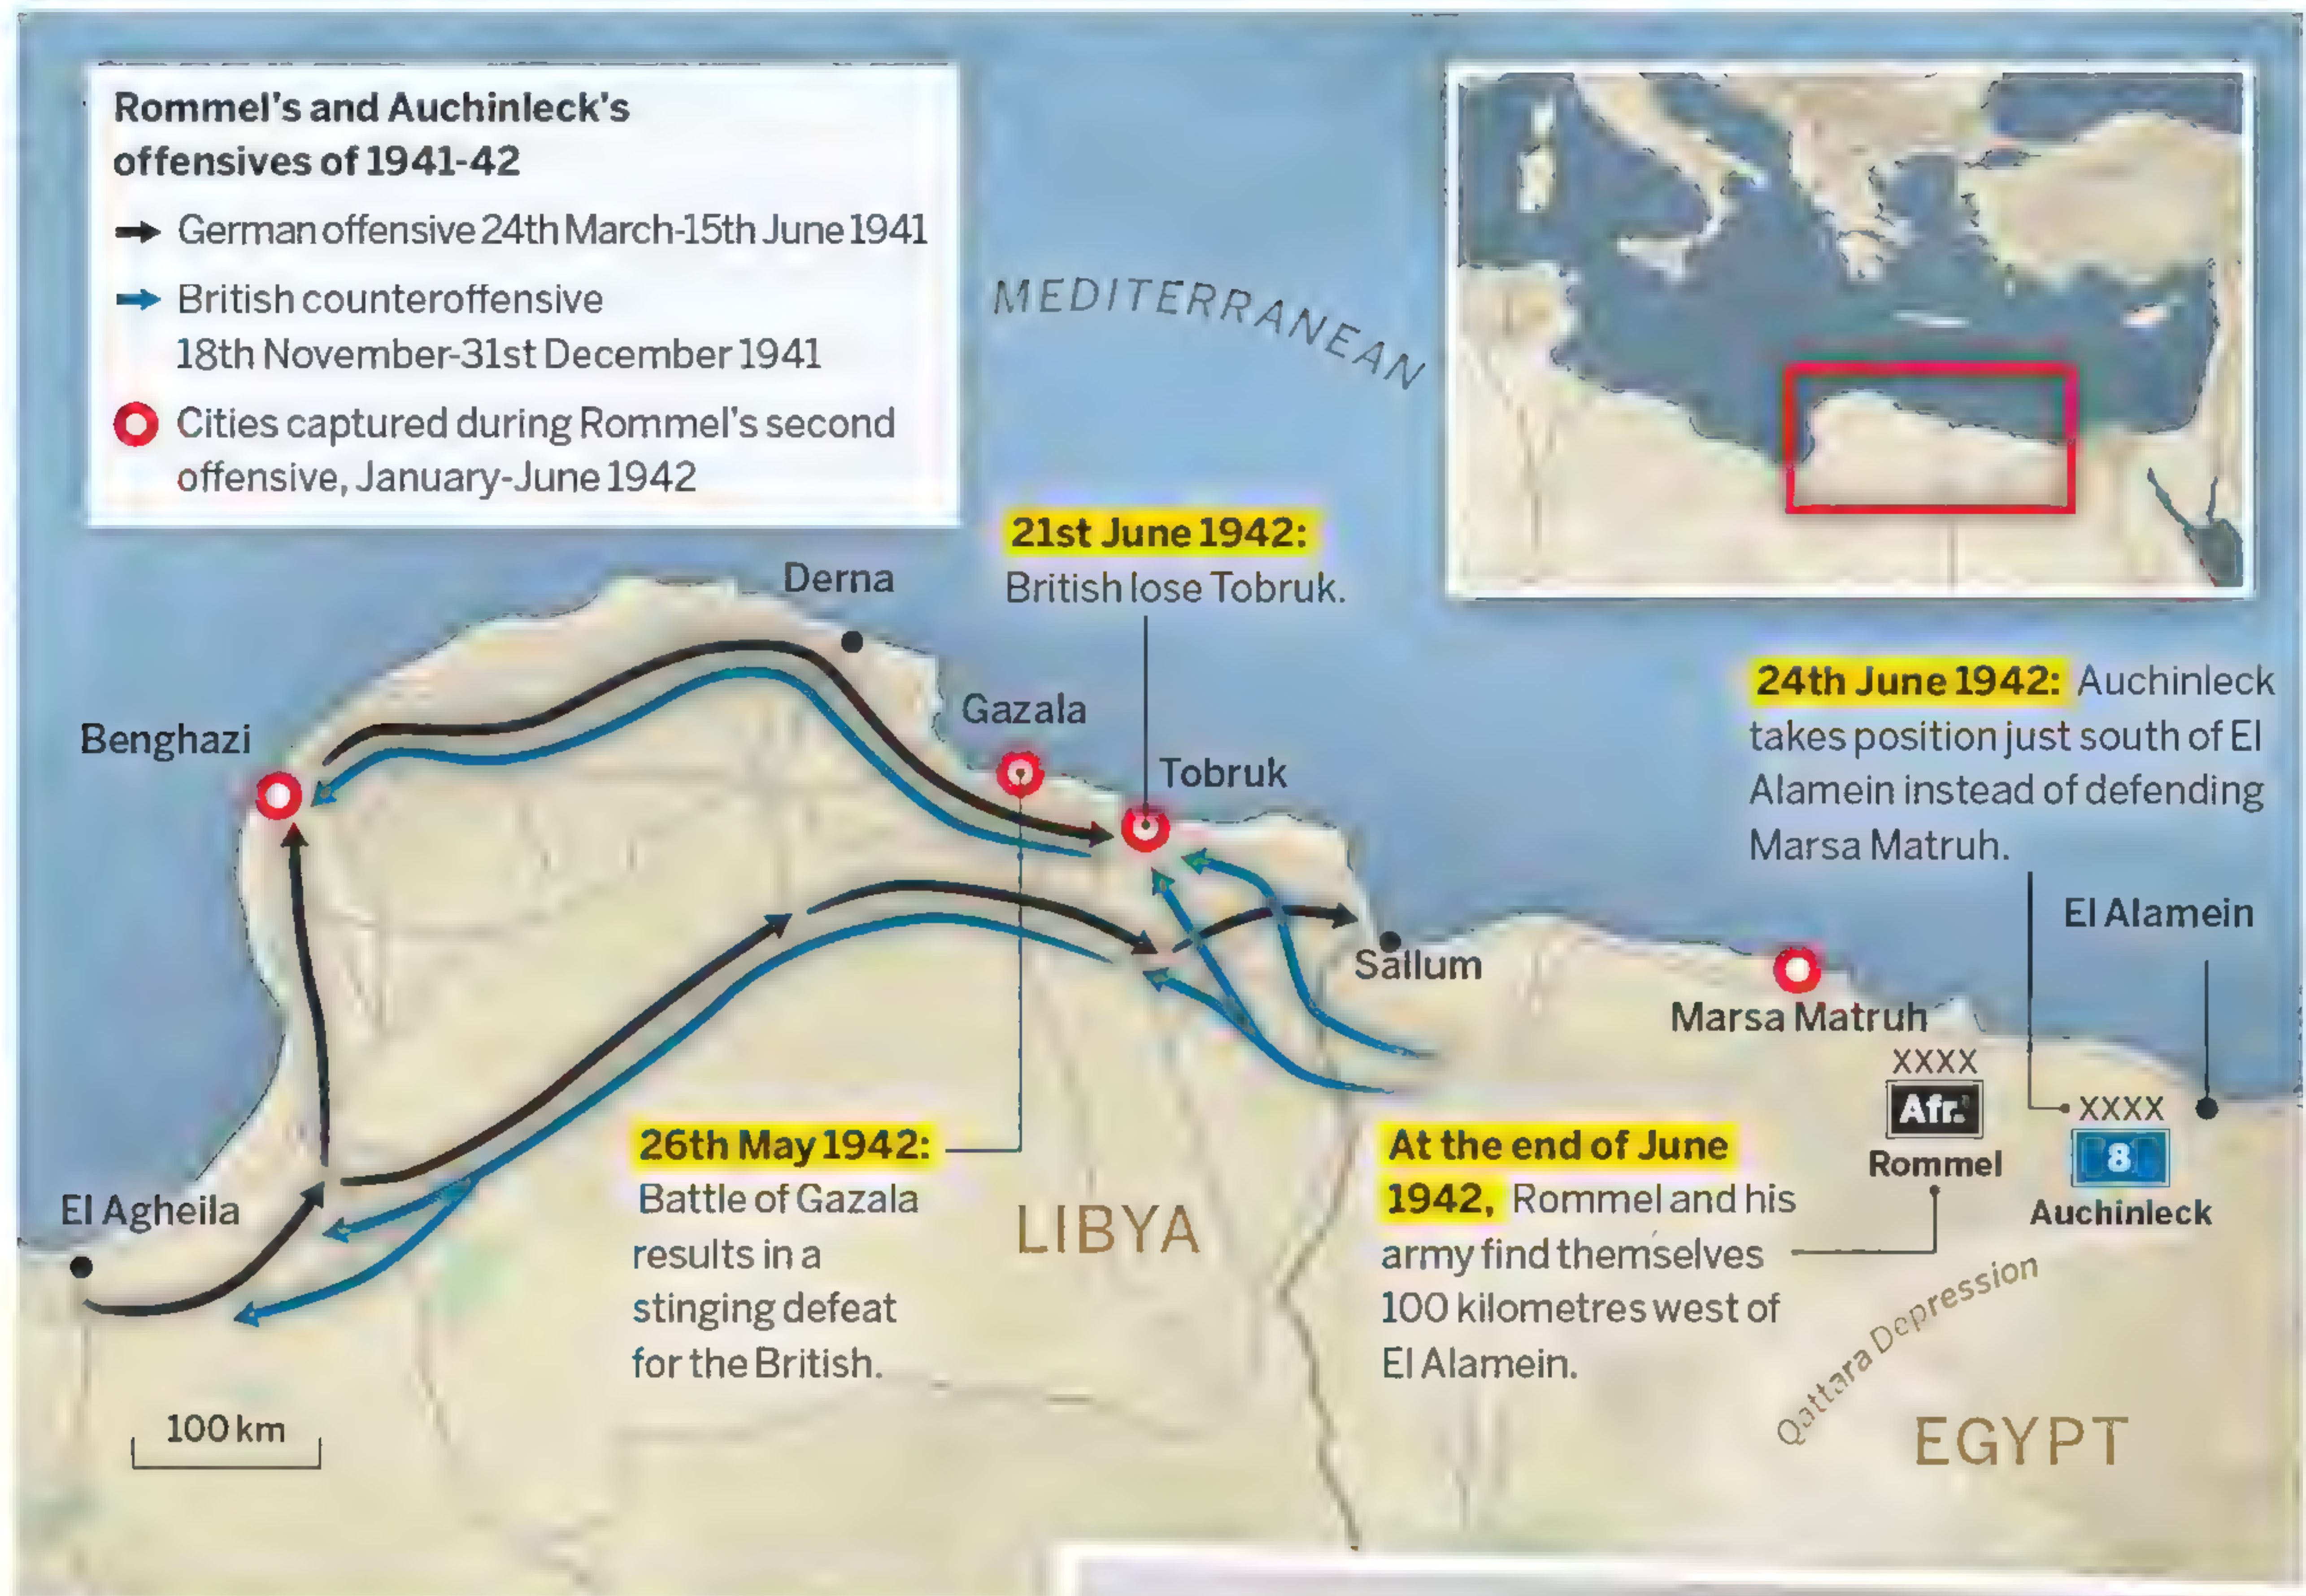 Rommel's and Auchinleck's
offensives of 1941-42
German offensive 24th March-15th June 1941
British counteroffensive
18th November-31st December 1941
Cities captured during Rommel's second
offensive, January-June 1942
MEDITERRANEAN
21st June 1942:
British lose Tobruk.
Derna
Gazala
Benghazi
Tobruk
24th June 1942: Auchinleck
takes position just south of El
Alamein instead of defending
Marsa Matruh.
El Alamein
Sallum
Marsa Matruh
XXXX
Afr.
Rommel
XXXX
8
Auchinleck
26th May 1942:
Battle of Gazala
results in a
stinging defeat
for the British.
LIBYA
At the end of June
1942, Rommel and his
army find themselves
100 kilometres west of
El Alamein.
El Agheila
Qattara Depression
EGYPT
100 km